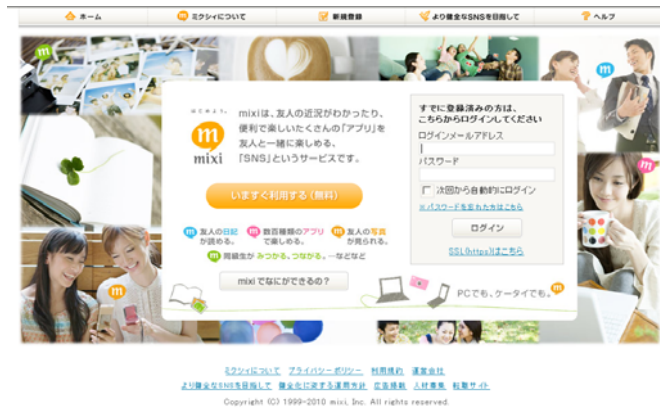 ホーム
ミクシィについて
新規登録
より健全なSNSを目指して
ヘルプ
はじめよう。
mixi
mixiは、友人の近況がわかったり、
便利で楽しいたくさんの「アプリ」を
友人と一緒に楽しめる、
「SNS」というサービスです。
いますぐ利用する（無料）
友人の日記
が読める。
数百種類のアプリ
で楽しめる。
友人の写真
が見られる。
同級生が みつかる、つながる。…などなど
mixiでなにができるの？
すでに登録済みの方は、
こちらからログインしてください
ログインメールアドレス
パスワード
次回から自動的にログイン
※パスワードを忘れた方はこちら
ログイン
SSL(https)はこちら
PCでも、ケータイでも。
ミクシィについて プライバシーポリシー 利用規約 運営会社
より健全なSNSを目指して 健全化に資する運用方針 広告掲載 人材募集 転職サイト
Copyright (C) 1999-2010 mixi, Inc. All rights reserved.